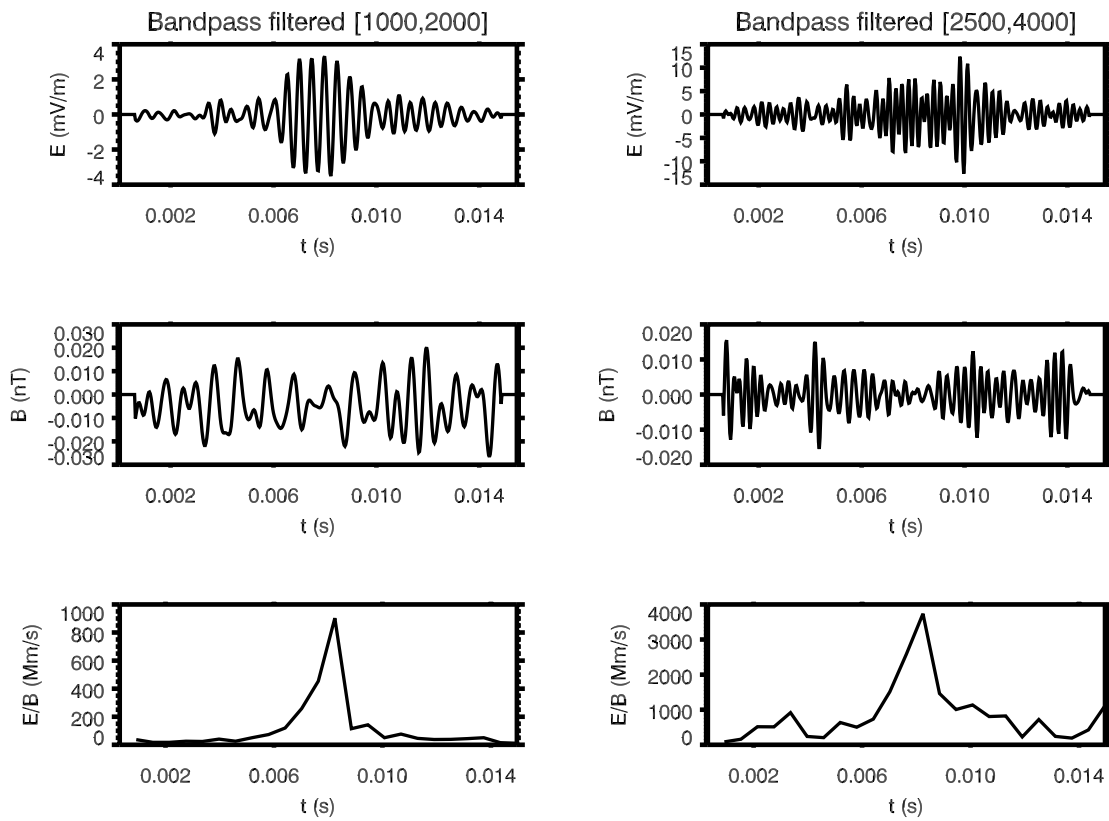 Bandpass filtered [1000,2000]
4
2
0
-2
-4
E (mV/m)
0.002 0.006 0.010 0.014
t (s)
Bandpass filtered [2500,4000]
15
10
5
0
-5
-10
-15
E (mV/m)
0.002 0.006 0.010 0.014
t (s)
0.030
0.020
0.010
0.000
-0.010
-0.020
-0.030
B (nT)
0.002 0.006 0.010 0.014
t (s)
0.020
0.010
0.000
-0.010
-0.020
B (nT)
0.002 0.006 0.010 0.014
t (s)
1000
800
600
400
200
0
E/B (Mm/s)
0.002 0.006 0.010 0.014
t (s)
4000
3000
2000
1000
0
E/B (Mm/s)
0.002 0.006 0.010 0.014
t (s)